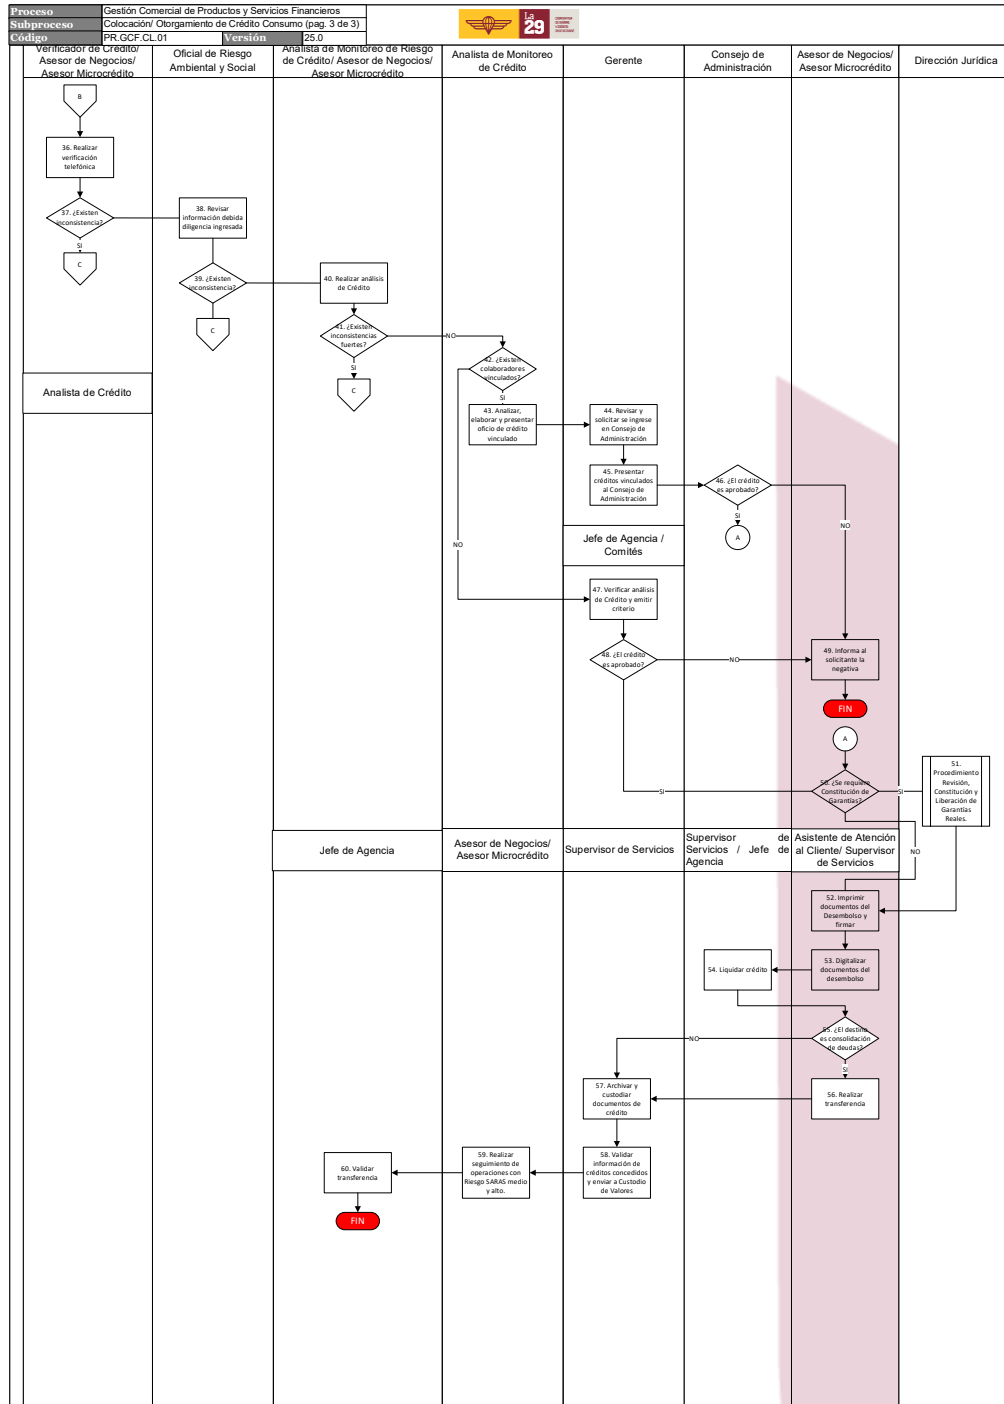 Proceso Gestión Comercial de Productos y Servicios Financieros
Subproceso Colocación/ Otorgamiento de Crédito Consumo (pag. 3 de 3)
Código PR.GCF.CL.01 Versión 25.0
La
29
Verificador de Crédito/
Asesor de Negocios/
Asesor Microcrédito
Oficial de Riesgo
Ambiental y Social
Analista de Monitoreo de Riesgo
de Crédito/ Asesor de Negocios/
Asesor Microcrédito
Analista de Monitoreo
de Crédito
Gerente
Consejo de
Administración
Asesor de Negocios/
Asesor Microcrédito
Dirección Jurídica
B
36. Realizar
verificación
telefónica
37. ¿Existen
inconsistencia?
SI
C
38. Revisar
información debida
diligencia ingresada
39. ¿Existen
inconsistencia?
C
40. Realizar análisis
de Crédito
41. ¿Existen
inconsistencias
fuertes?
NO
SI
C
42. ¿Existen
colaboradores
vinculados?
SI
NO
Analista de Crédito
43. Analizar,
elaborar y presentar
oficio de crédito
vinculado
44. Revisar y
solicitar se ingrese
en Consejo de
Administración
45. Presentar
créditos vinculados
al Consejo de
Administración
46. ¿El crédito
es aprobado?
SI
A
NO
Jefe de Agencia /
Comités
47. Verificar análisis
de Crédito y emitir
criterio
48. ¿El crédito
es aprobado?
NO
SI
49. Informa al
solicitante la
negativa
FIN
A
50. ¿Se requiere
Constitución de
Garantías?
SI
NO
51.
Procedimiento
Revisión,
Constitución y
Liberación de
Garantías
Reales.
Jefe de Agencia
Asesor de Negocios/
Asesor Microcrédito
Supervisor de Servicios
Supervisor de
Servicios / Jefe de
Agencia
Asistente de Atención
al Cliente/ Supervisor
de Servicios
52. Imprimir
documentos del
Desembolso y
firmar
53. Digitalizar
documentos del
desembolso
54. Liquidar crédito
55. ¿El destino
es consolidación
de deudas?
NO
SI
56. Realizar
transferencia
57. Archivar y
custodiar
documentos de
crédito
58. Validar
información de
créditos concedidos
y enviar a Custodio
de Valores
59. Realizar
seguimiento de
operaciones con
Riesgo SARAS medio
y alto.
60. Validar
transferencia
FIN